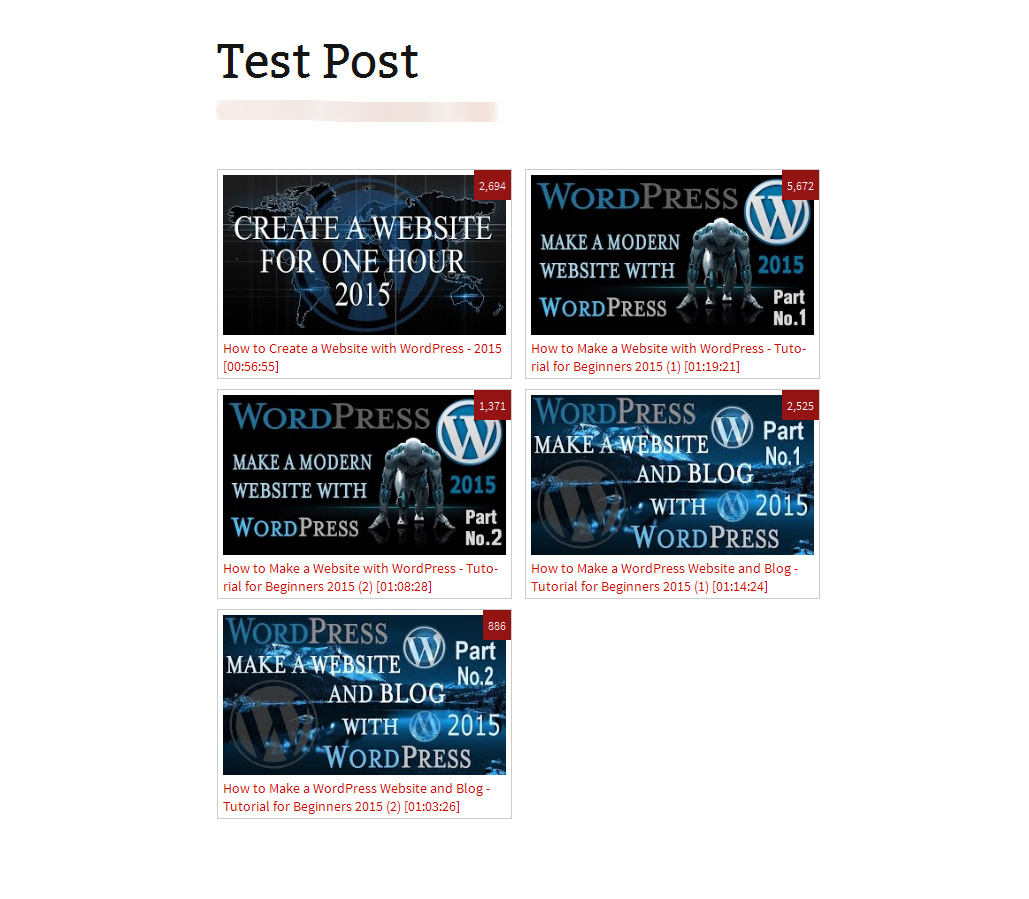 Test Post
2,694
CREATE A WEBSITE
FOR ONE HOUR
2015
How to Create a Website with WordPress - 2015
[00:56:55]
5,672
WORDPRESS
MAKE A MODERN
WEBSITE WITH
2015
WORDPRESS
Part
No.1
How to Make a Website with WordPress - Tuto-
rial for Beginners 2015 (1) [01:19:21]
1,371
WORDPRESS
MAKE A MODERN
WEBSITE WITH
2015
WORDPRESS
Part
No.2
How to Make a Website with WordPress - Tuto-
rial for Beginners 2015 (2) [01:08:28]
2,525
WORDPRESS
MAKE A WEBSITE
Part
No.1
AND BLOG
WITH 2015
WORDPRESS
How to Make a WordPress Website and Blog -
Tutorial for Beginners 2015 (1) [01:14:24]
886
WORDPRESS
MAKE A WEBSITE
Part
No.2
AND BLOG
WITH 2015
WORDPRESS
How to Make a WordPress Website and Blog -
Tutorial for Beginners 2015 (2) [01:03:26]